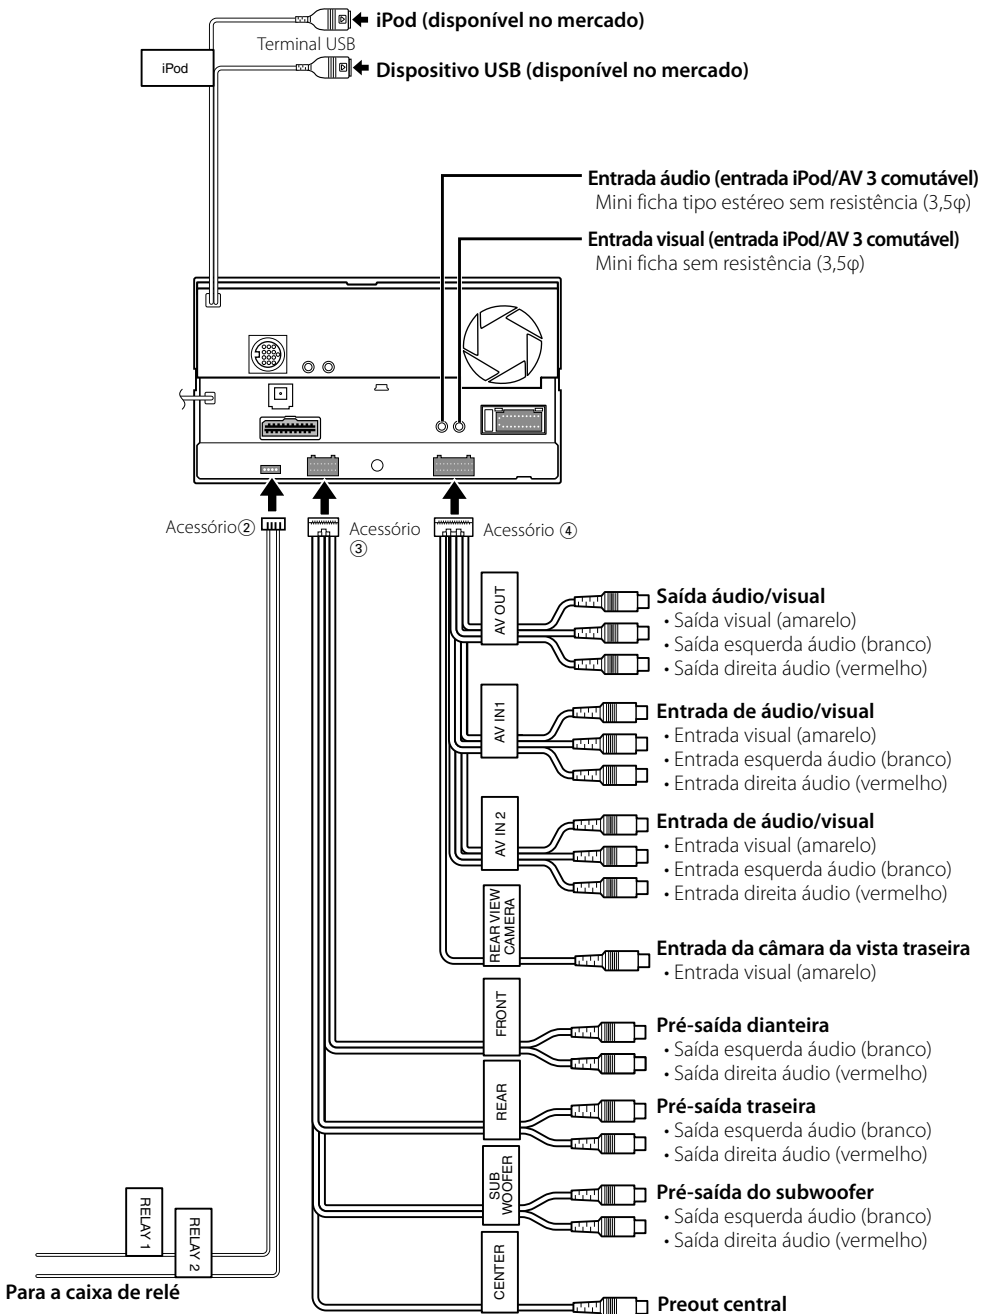 iPod (disponível no mercado)
Terminal USB
iPod
Dispositivo USB (disponível no mercado)
Entrada áudio (entrada iPod/AV 3 comutável)
Mini ficha tipo estéreo sem resistência (3,5φ)
Entrada visual (entrada iPod/AV 3 comutável)
Mini ficha sem resistência (3,5φ)
Acessório②
Acessório
③
Acessório ④
AV OUT
Saída áudio/visual
• Saída visual (amarelo)
• Saída esquerda áudio (branco)
• Saída direita áudio (vermelho)
AV IN1
Entrada de áudio/visual
• Entrada visual (amarelo)
• Entrada esquerda áudio (branco)
• Entrada direita áudio (vermelho)
AV IN 2
Entrada de áudio/visual
• Entrada visual (amarelo)
• Entrada esquerda áudio (branco)
• Entrada direita áudio (vermelho)
REAR VIEW
CAMERA
Entrada da câmara da vista traseira
• Entrada visual (amarelo)
FRONT
Pré-saída dianteira
• Saída esquerda áudio (branco)
• Saída direita áudio (vermelho)
REAR
Pré-saída traseira
• Saída esquerda áudio (branco)
• Saída direita áudio (vermelho)
SUB
WOOFER
Pré-saída do subwoofer
• Saída esquerda áudio (branco)
• Saída direita áudio (vermelho)
RELAY 1
RELAY 2
Para a caixa de relé
CENTER
Preout central